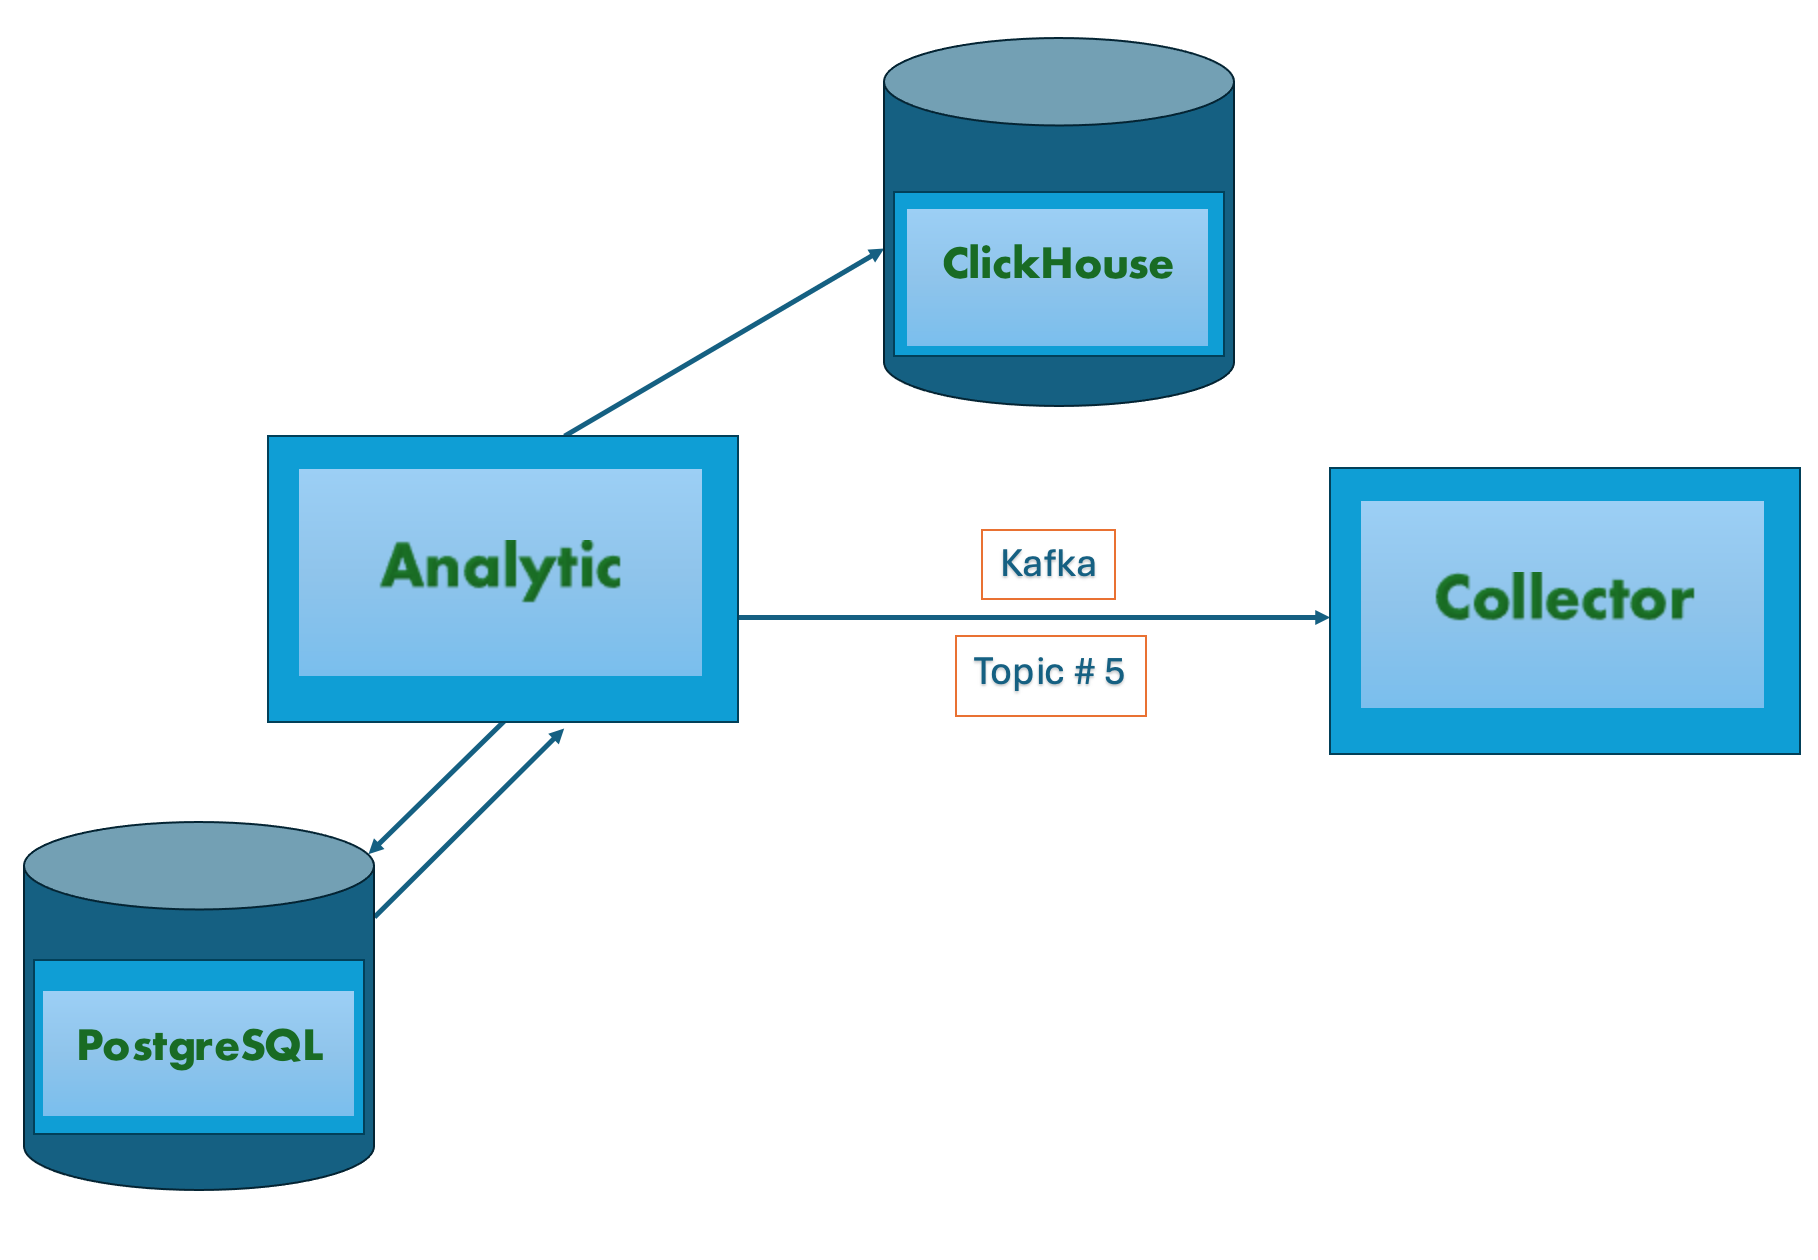 ClickHouse
Analytic
Kafka
Collector
Topic # 5
PostgreSQL